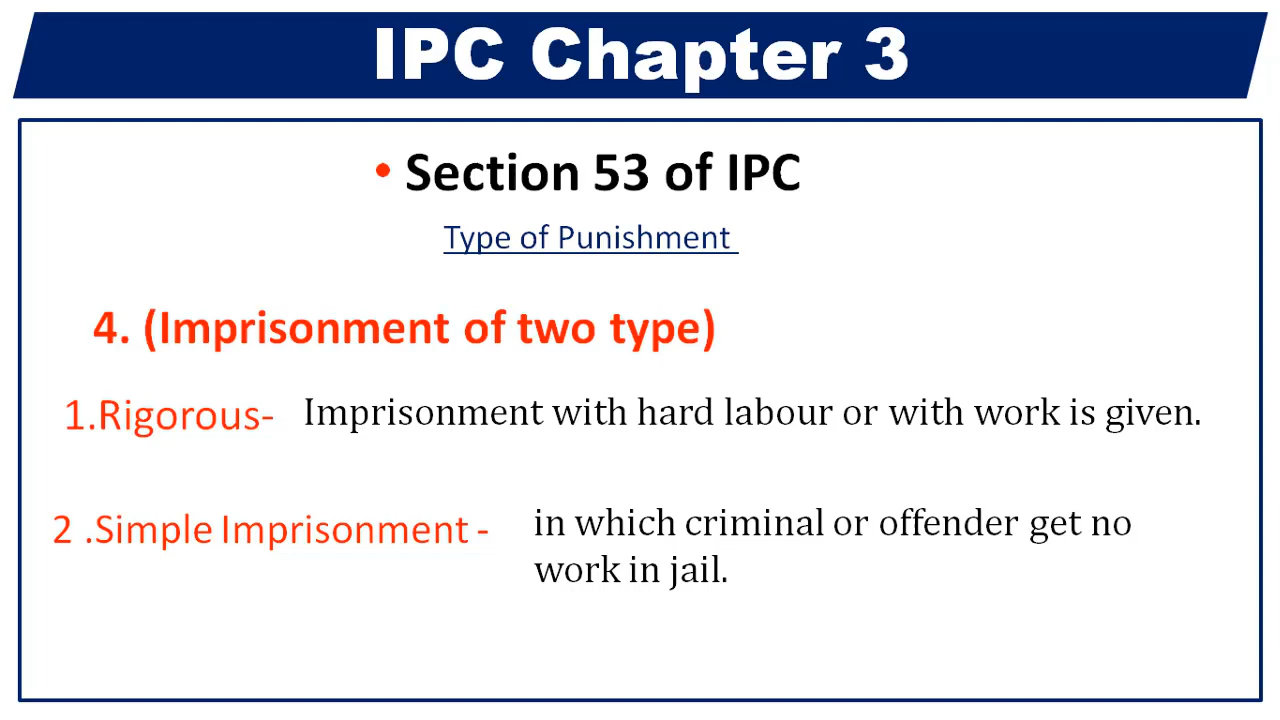 IPC Chapter 3
• Section 53 of IPC
Type of Punishment
4. (Imprisonment of two type)
1.Rigorous- Imprisonment with hard labour or with work is given.
2 .Simple Imprisonment - in which criminal or offender get no
work in jail.